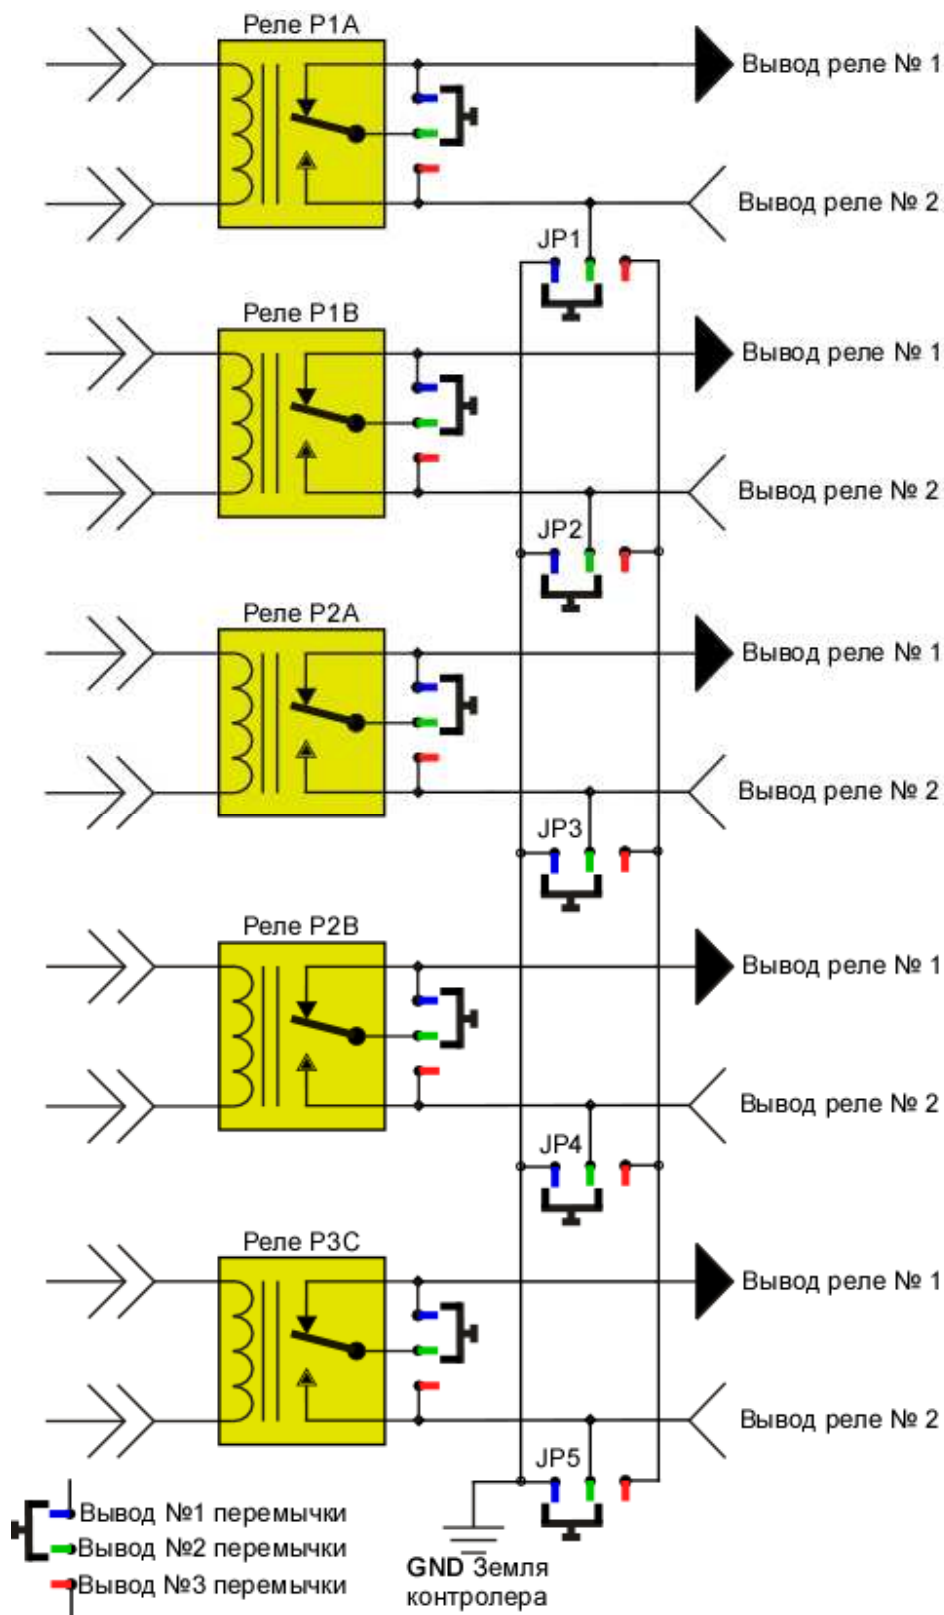 Реле P1A
Вывод реле № 1
Вывод реле № 2
JP1
Реле P1B
Вывод реле № 1
Вывод реле № 2
JP2
Реле P2A
Вывод реле № 1
Вывод реле № 2
JP3
Реле P2B
Вывод реле № 1
Вывод реле № 2
JP4
Реле P3C
Вывод реле № 1
Вывод реле № 2
JP5
Вывод №1 перемычки
Вывод №2 перемычки
Вывод №3 перемычки
GND Земля
контролера